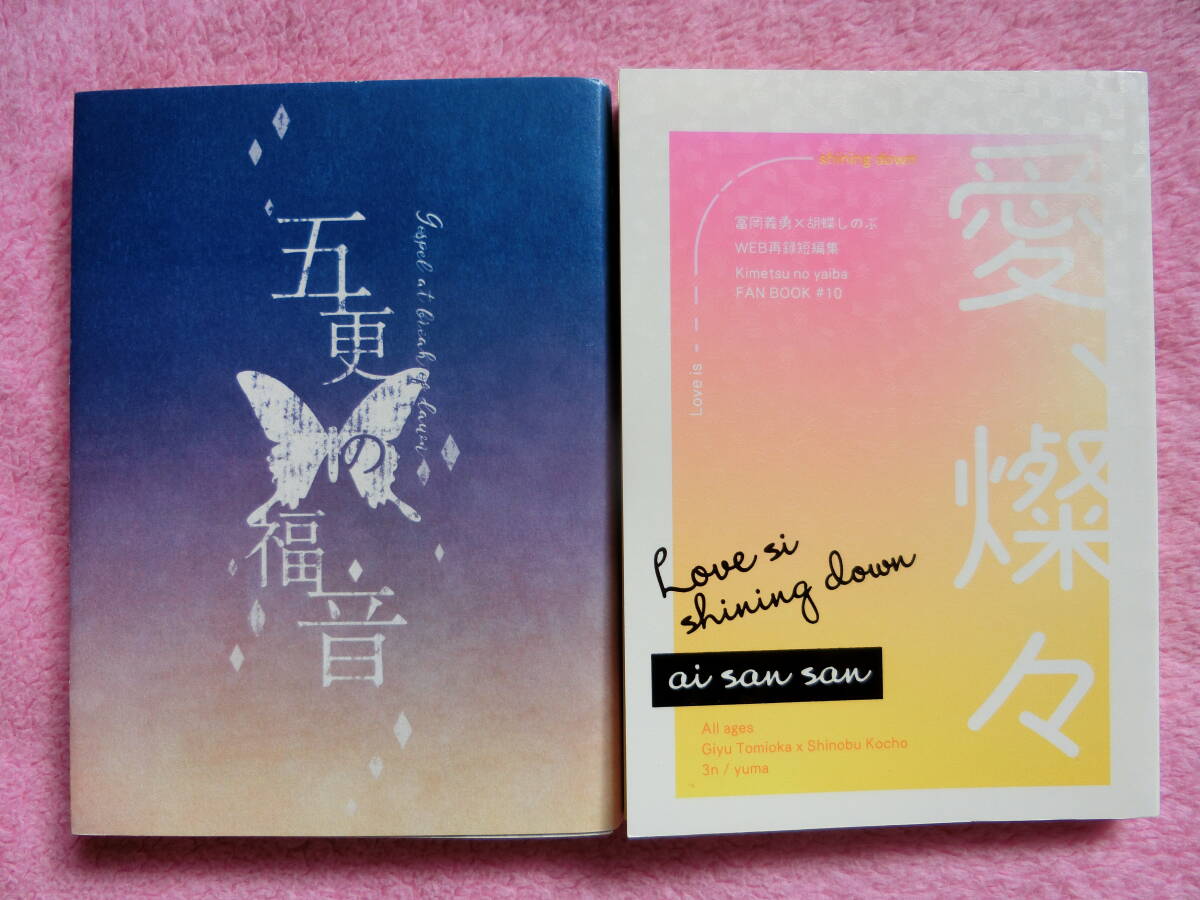 五更の福音
Gospel at break of dawn
shining down
Love is -
冨岡義勇×胡蝶しのぶ
WEB再録短編集
Kimetsu no yaiba
FAN BOOK #10
愛、燦々
Love si
shining down
ai san san
All ages
Giyu Tomioka x Shinobu Kocho
3n / yuma